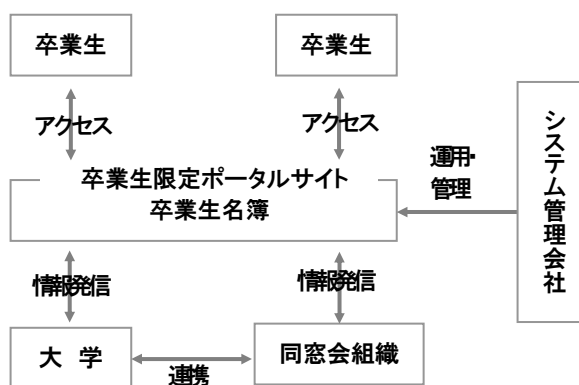 卒業生
卒業生
アクセス
アクセス
運用・
管理
システム管理会社
卒業生限定ポータルサイト
卒業生名簿
情報発信
情報発信
大 学
同窓会組織
連携